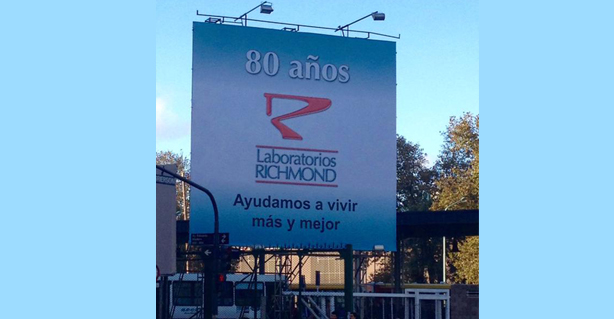 80 años
Laboratorios
RICHMOND
Ayudamos a vivir
más y mejor